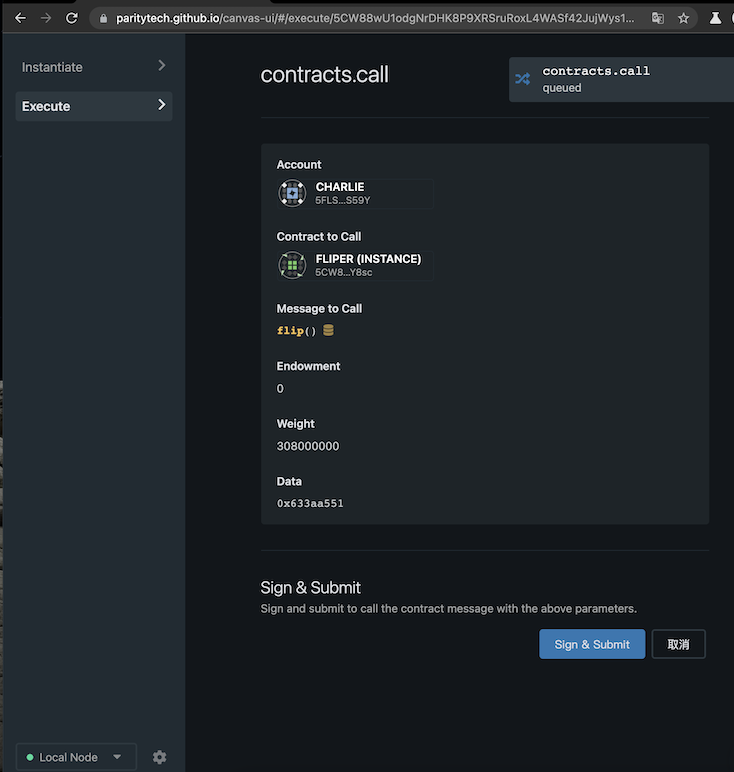 paritytech.github.io/canvas-ui/#/execute/5CW88wU1odgNrDHK8P9XRSruRoxL4WASf42JujWys1...
Instantiate
Execute
contracts.call
contracts.call
queued
Account
CHARLIE
5FLS...S59Y
Contract to Call
FLIPER (INSTANCE)
5CW8...Y8sc
Message to Call
flip()
Endowment
0
Weight
308000000
Data
0x633aa551
Sign & Submit
Sign and submit to call the contract message with the above parameters.
Sign & Submit
取消
Local Node